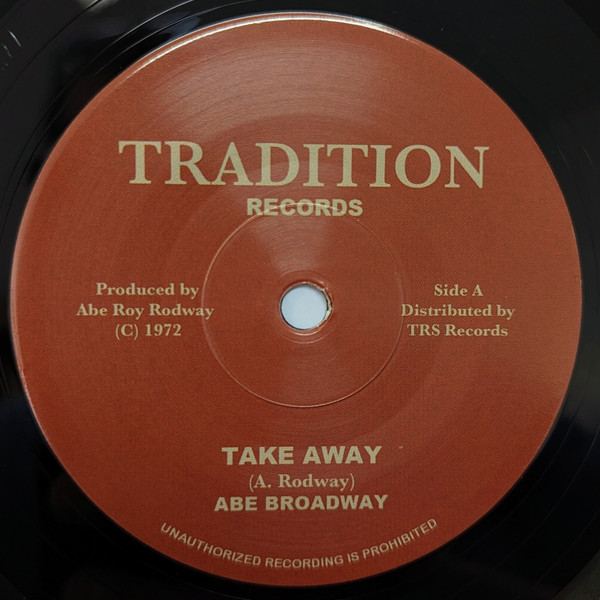 TRADITION
RECORDS
Produced by
Abe Roy Rodway
(C) 1972
Side A
Distributed by
TRS Records
TAKE AWAY
(A. Rodway)
ABE BROADWAY
UNAUTHORIZED RECORDING IS PROHIBITED